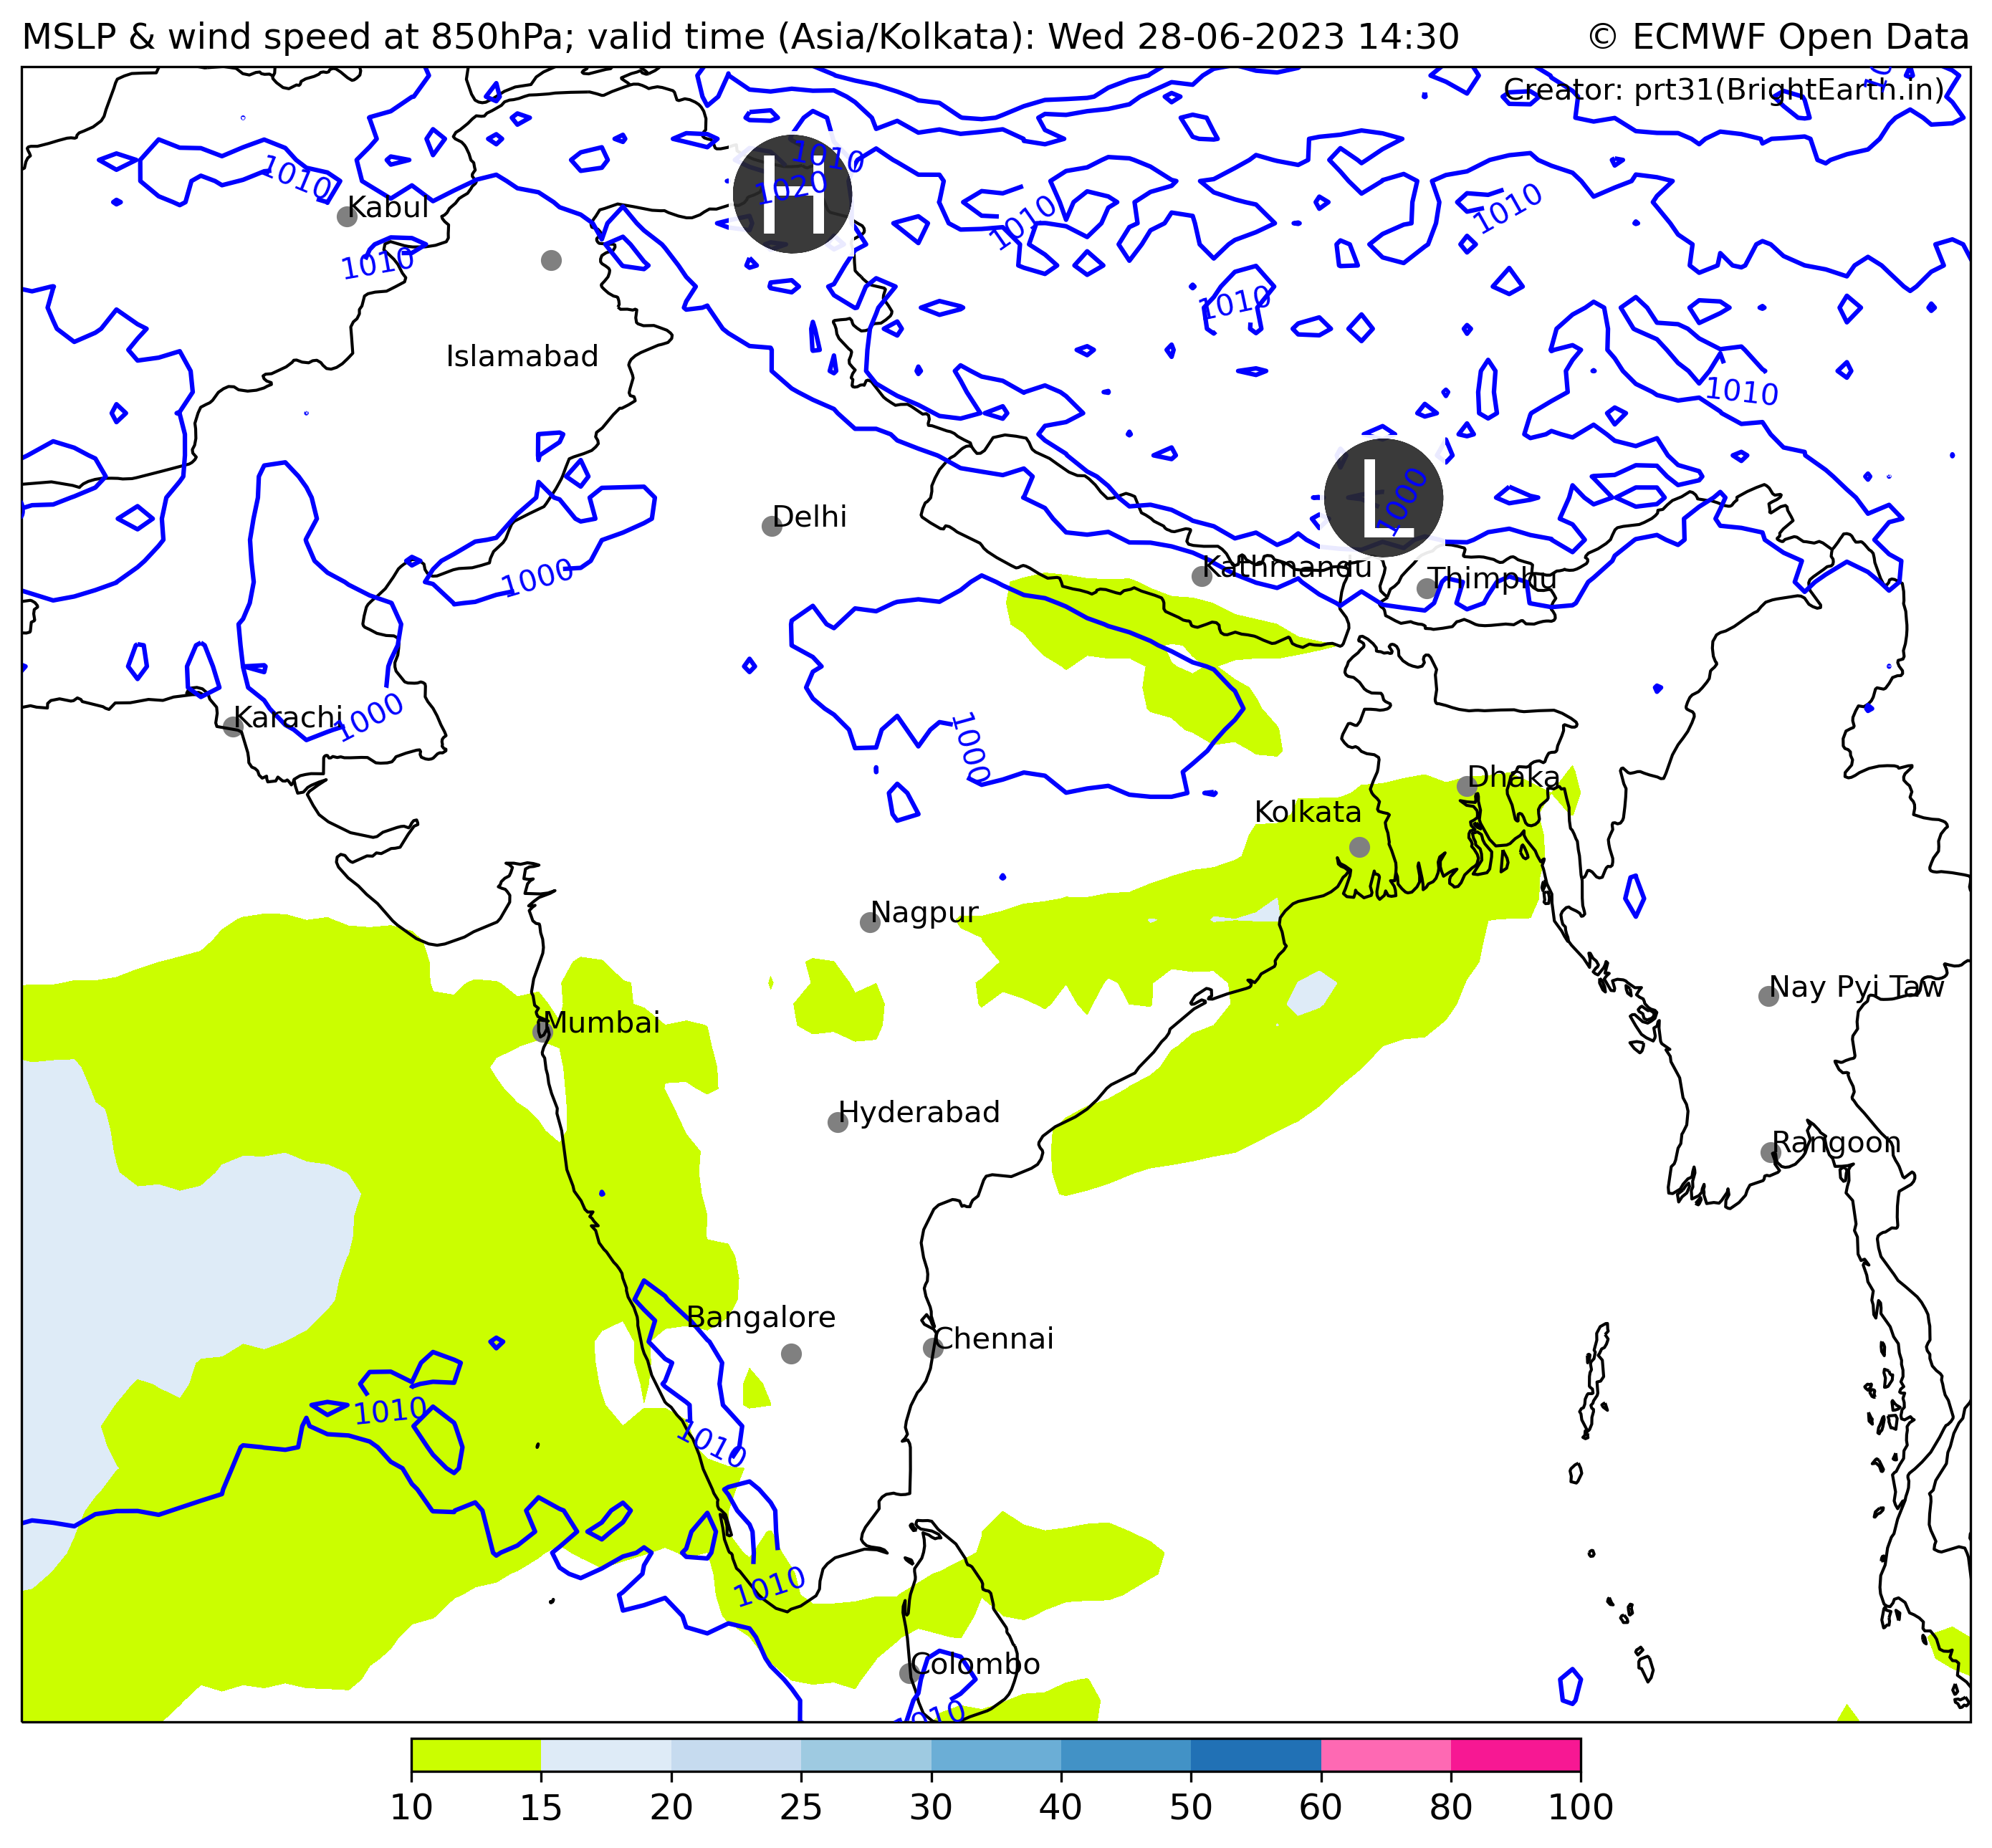 MSLP & wind speed at 850hPa; valid time (Asia/Kolkata): Wed 28-06-2023 14:30 © ECMWF Open Data
Creator: prt31(BrightEarth.in)
1010
H
1020
1010
Kabul
1010
1010
1010
1010
Islamabad
1010
L
1000
Delhi
1000
Kathmandu
Thimphu
Karachi
1000
1000
Dhaka
Kolkata
Nagpur
Nay Pyi Taw
Mumbai
Hyderabad
Rangoon
Bangalore
Chennai
1010
1010
1010
Colombo
1010
10 15 20 25 30 40 50 60 80 100